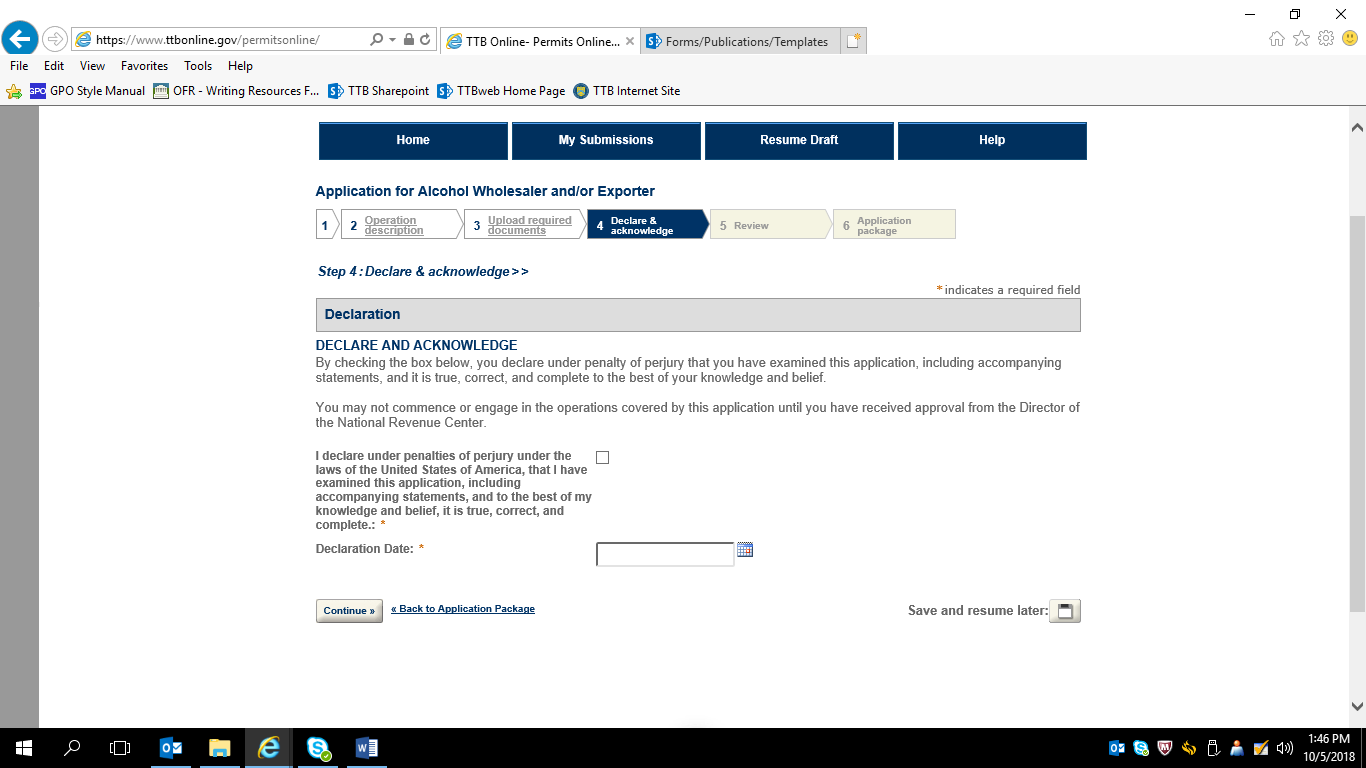 https://www.ttbonline.gov/permitsonline/
TTB Online- Permits Online...
Forms/Publications/Templates
File Edit View Favorites Tools Help
GPO GPO Style Manual OFR - Writing Resources F... TTB Sharepoint TTBweb Home Page TTB Internet Site
Home My Submissions Resume Draft Help
Application for Alcohol Wholesaler and/or Exporter
1
2 Operation
description
3 Upload required
documents
4 Declare &
acknowledge
5 Review
6 Application
package
Step 4 : Declare & acknowledge >>
* indicates a required field
Declaration
DECLARE AND ACKNOWLEDGE
By checking the box below, you declare under penalty of perjury that you have examined this application, including accompanying
statements, and it is true, correct, and complete to the best of your knowledge and belief.
You may not commence or engage in the operations covered by this application until you have received approval from the Director of
the National Revenue Center.
I declare under penalties of perjury under the
laws of the United States of America, that I have
examined this application, including
accompanying statements, and to the best of my
knowledge and belief, it is true, correct, and
complete.: *
Declaration Date: *
Continue » « Back to Application Package Save and resume later:
1:46 PM
10/5/2018